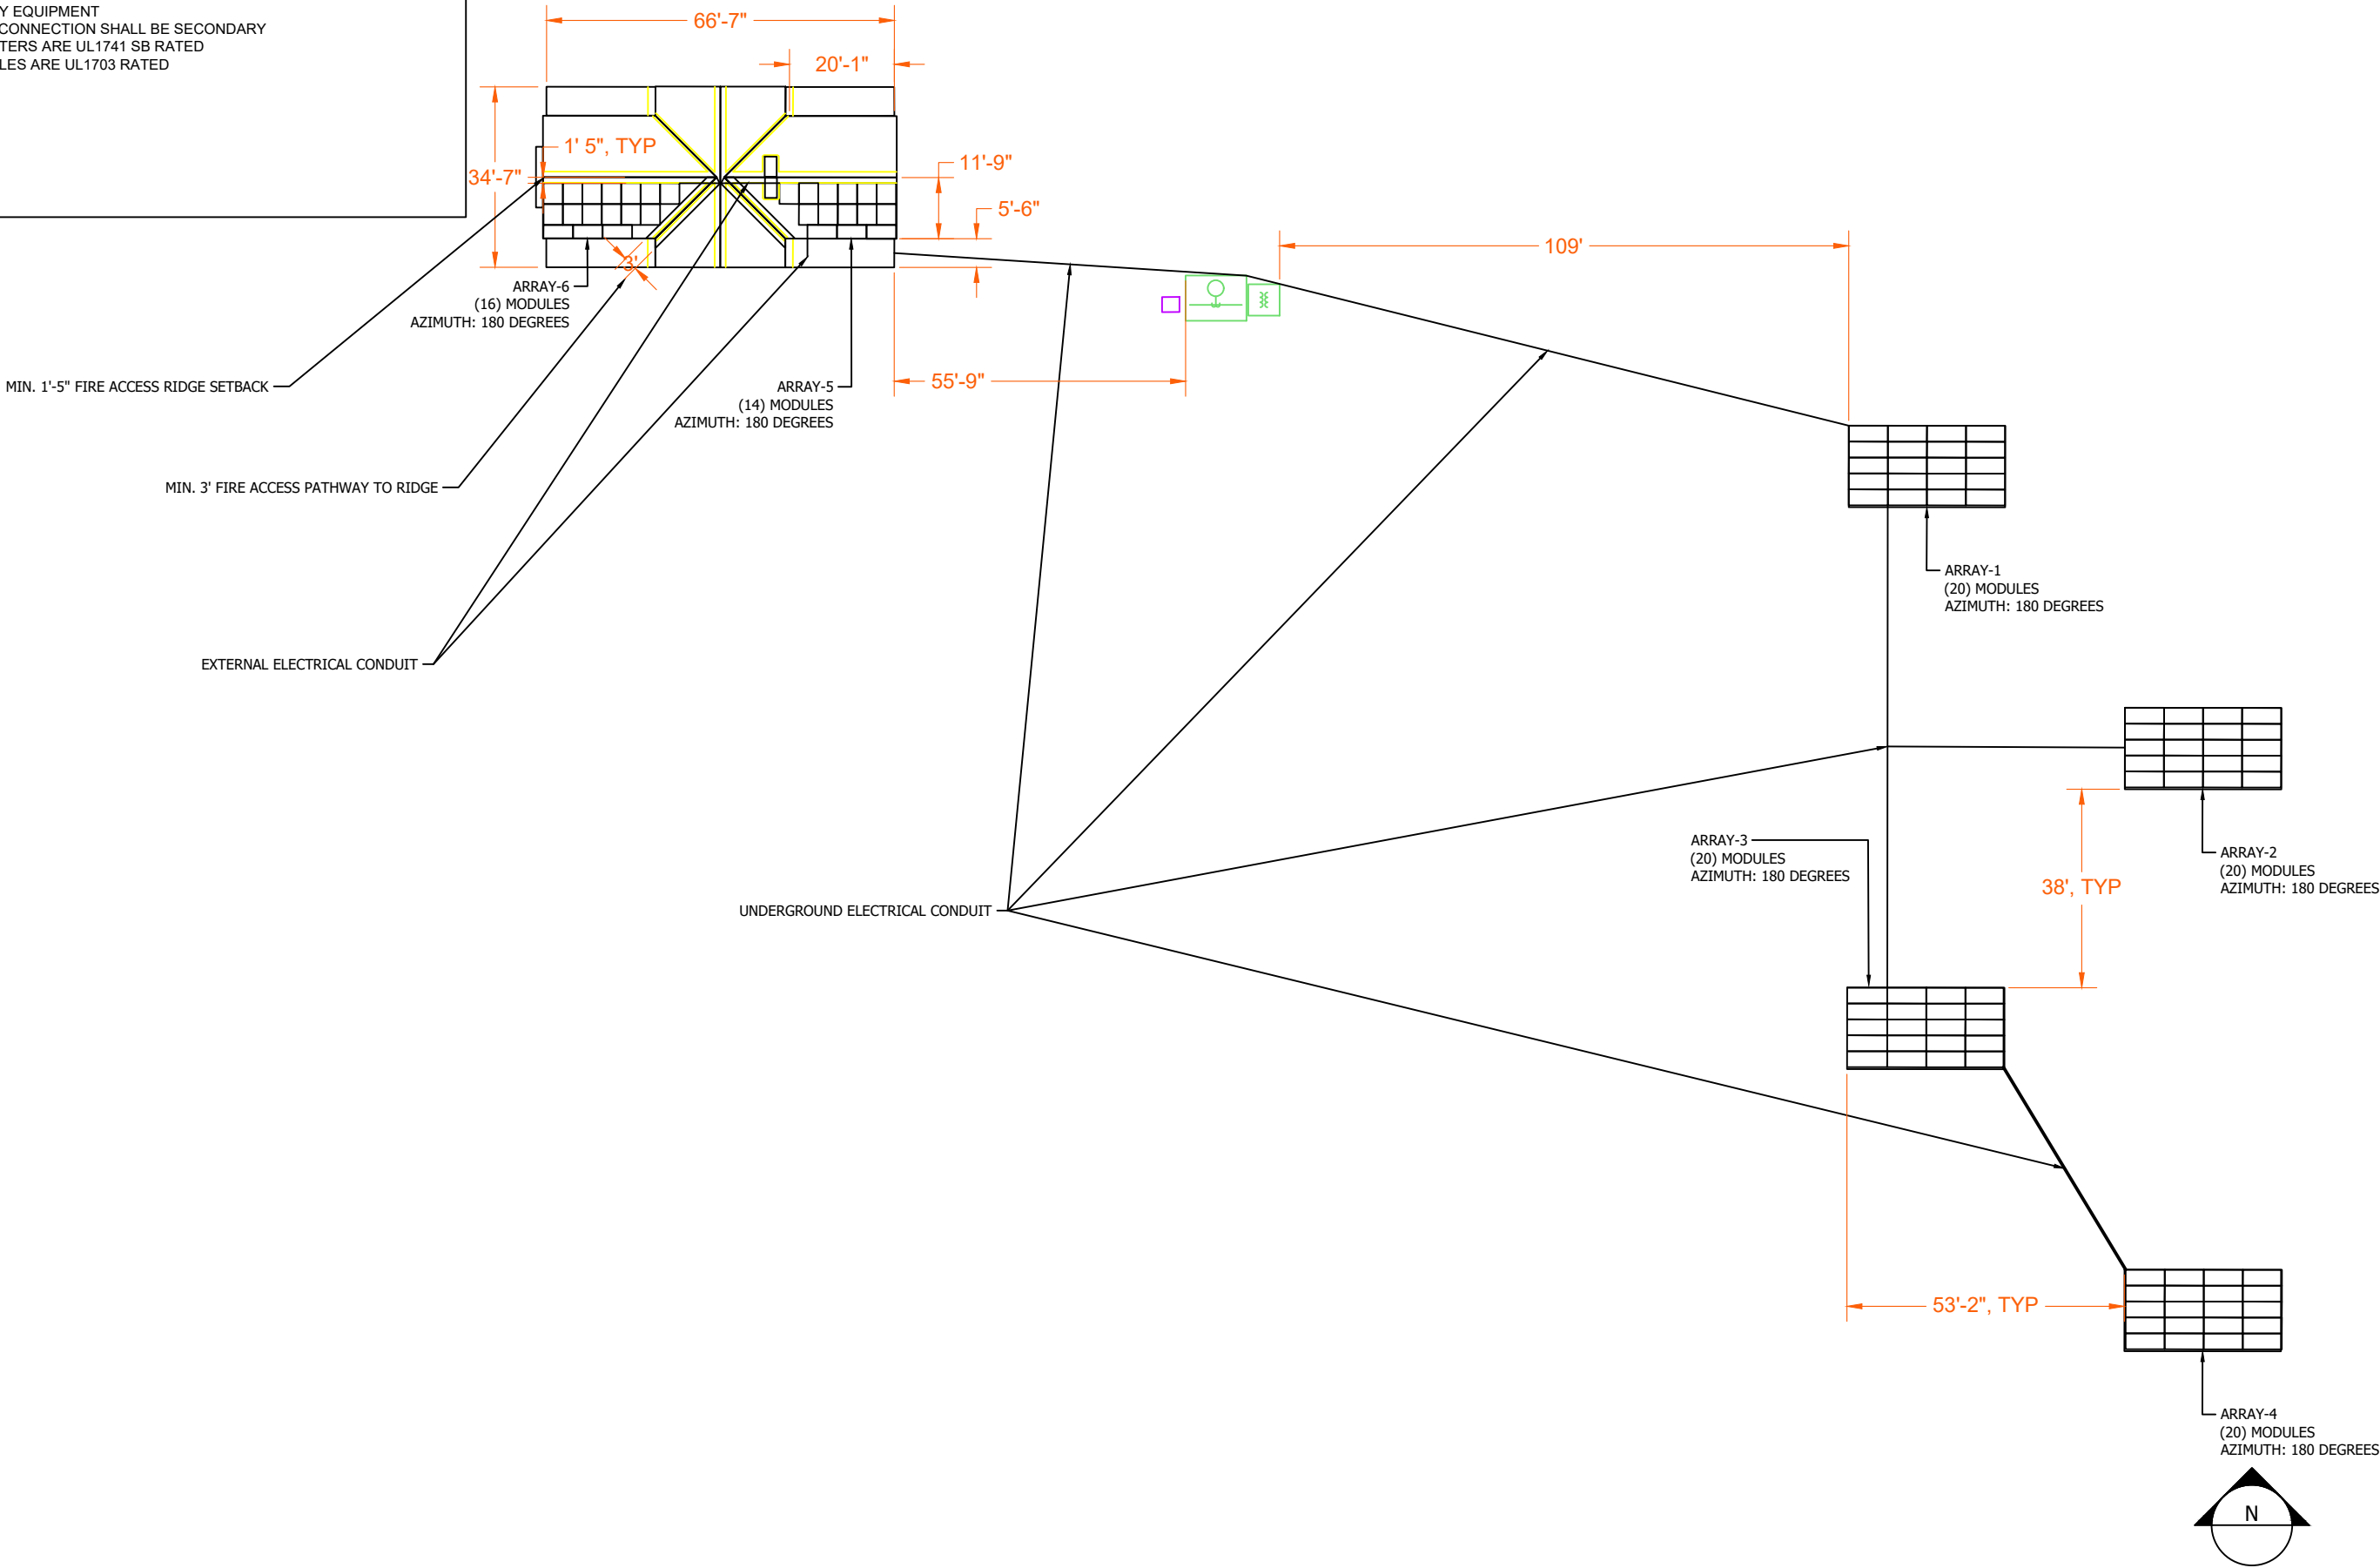 Y EQUIPMENT
CONNECTION SHALL BE SECONDARY
TERS ARE UL1741 SB RATED
LES ARE UL1703 RATED
66'-7"
20'-1"
1' 5", TYP
34'-7"
11'-9"
5'-6"
3'
109'
ARRAY-6
(16) MODULES
AZIMUTH: 180 DEGREES
MIN. 1'-5" FIRE ACCESS RIDGE SETBACK
ARRAY-5
(14) MODULES
AZIMUTH: 180 DEGREES
55'-9"
MIN. 3' FIRE ACCESS PATHWAY TO RIDGE
ARRAY-1
(20) MODULES
AZIMUTH: 180 DEGREES
EXTERNAL ELECTRICAL CONDUIT
ARRAY-3
(20) MODULES
AZIMUTH: 180 DEGREES
ARRAY-2
(20) MODULES
AZIMUTH: 180 DEGREES
38', TYP
UNDERGROUND ELECTRICAL CONDUIT
53'-2", TYP
ARRAY-4
(20) MODULES
AZIMUTH: 180 DEGREES
N